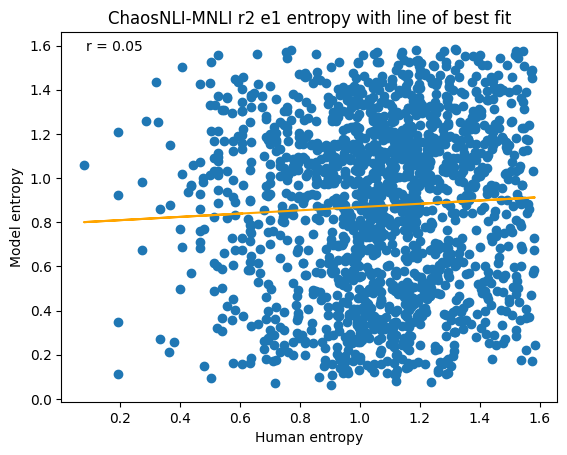 ChaosNLI-MNLI r2 e1 entropy with line of best fit
r = 0.05
1.6
1.4
1.2
1.0
0.8
0.6
0.4
0.2
0.0
Model entropy
0.2 0.4 0.6 0.8 1.0 1.2 1.4 1.6
Human entropy